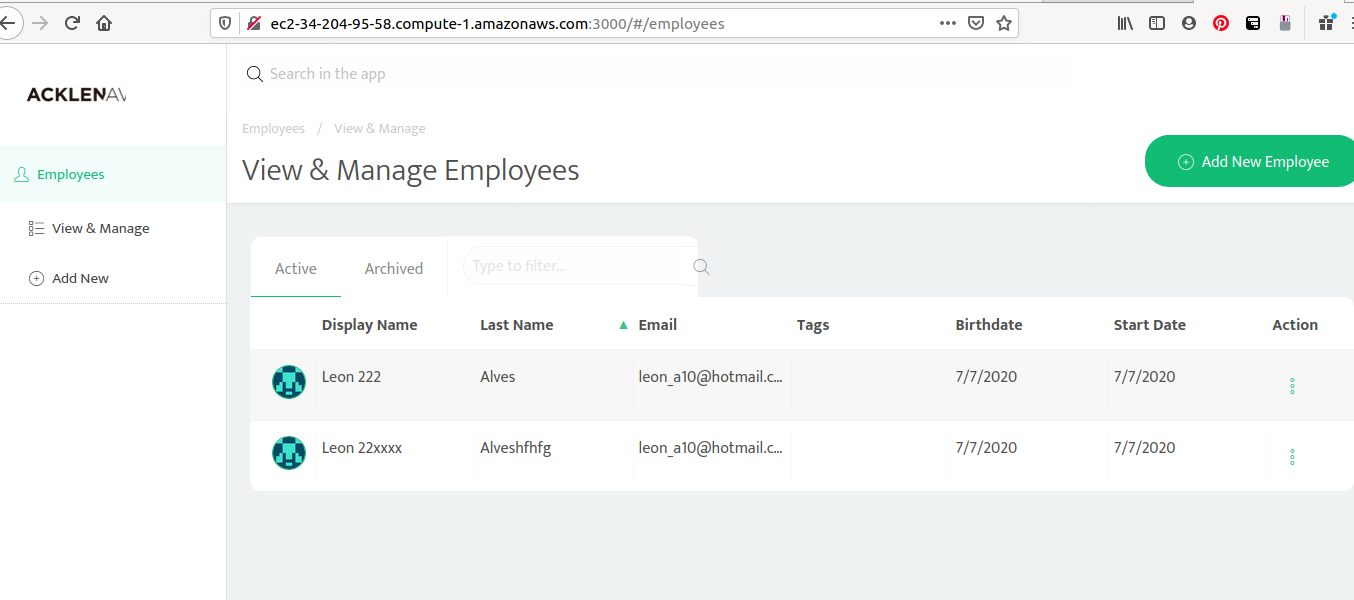 ec2-34-204-95-58.compute-1.amazonaws.com:3000/#/employees
ACKLENAV
Search in the app
Employees / View & Manage
View & Manage Employees
Add New Employee
Employees
View & Manage
Add New
Active Archived Type to filter...
Display Name Last Name ▲ Email Tags Birthdate Start Date Action
Leon 222 Alves leon_a10@hotmail.c... 7/7/2020 7/7/2020
Leon 22xxxx Alveshfhfg leon_a10@hotmail.c... 7/7/2020 7/7/2020